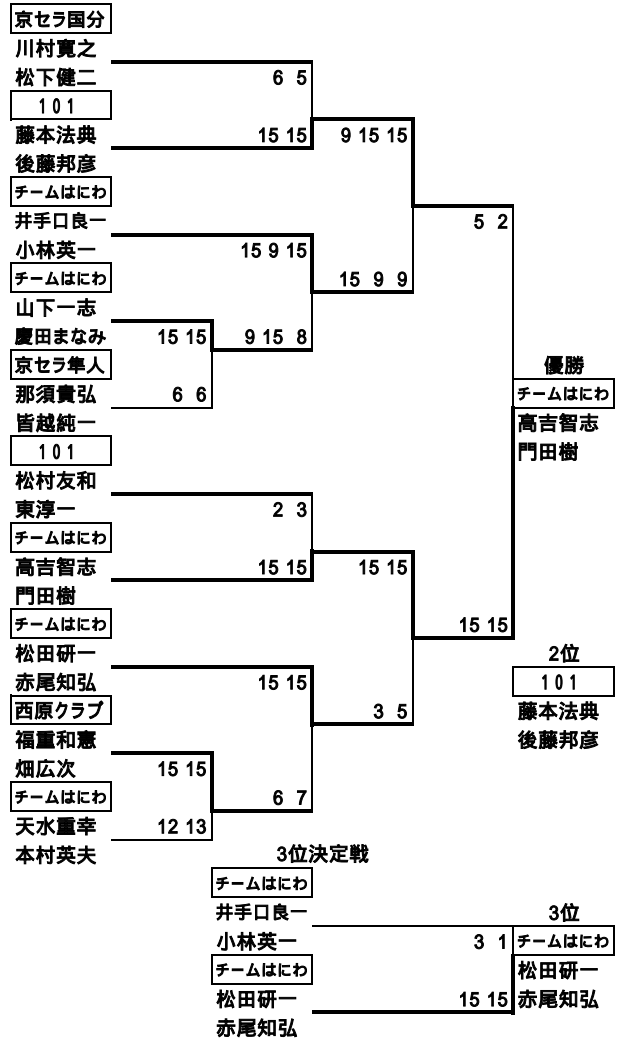 京セラ国分
川村寛之
松下健二
6 5
101
藤本法典
15 15
9 15 15
後藤邦彦
チームはにわ
井手口良一
5 2
小林英一
15 9 15
チームはにわ
15 9 9
山下一志
慶田まなみ
15 15
9 15 8
京セラ隼人
優勝
那須貴弘
6 6
チームはにわ
皆越純一
高吉智志
101
門田樹
松村友和
東淳一
2 3
チームはにわ
高吉智志
15 15
15 15
門田樹
チームはにわ
15 15
松田研一
2位
赤尾知弘
15 15
101
西原クラブ
3 5
藤本法典
福重和憲
後藤邦彦
畑広次
15 15
チームはにわ
6 7
天水重幸
12 13
本村英夫
3位決定戦
チームはにわ
井手口良一
3位
小林英一
3 1
チームはにわ
チームはにわ
松田研一
松田研一
15 15
赤尾知弘
赤尾知弘